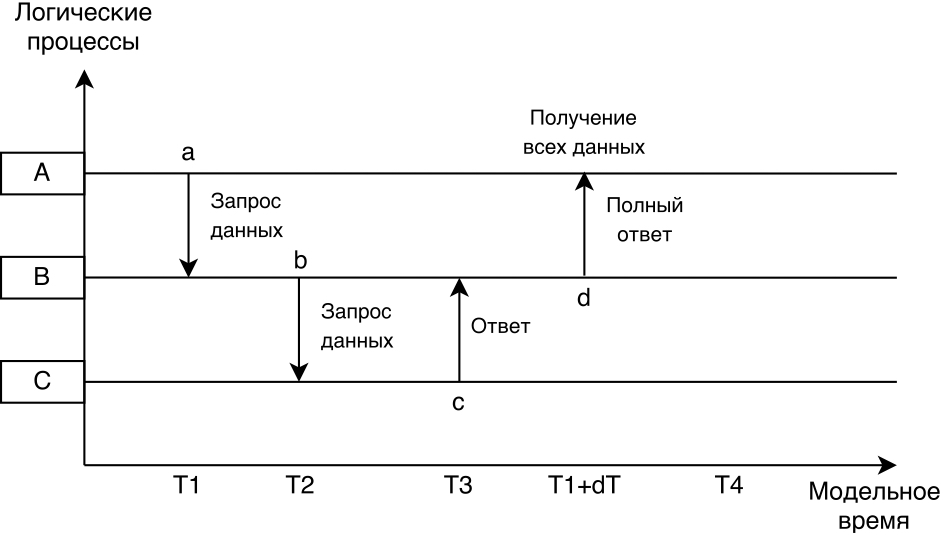 Логические
процессы
Получение
всех данных
A
a
Запрос
данных
Полный
ответ
B
b
d
Запрос
данных
Ответ
C
c
T1
T2
T3
T1+dT
T4
Модельное
время